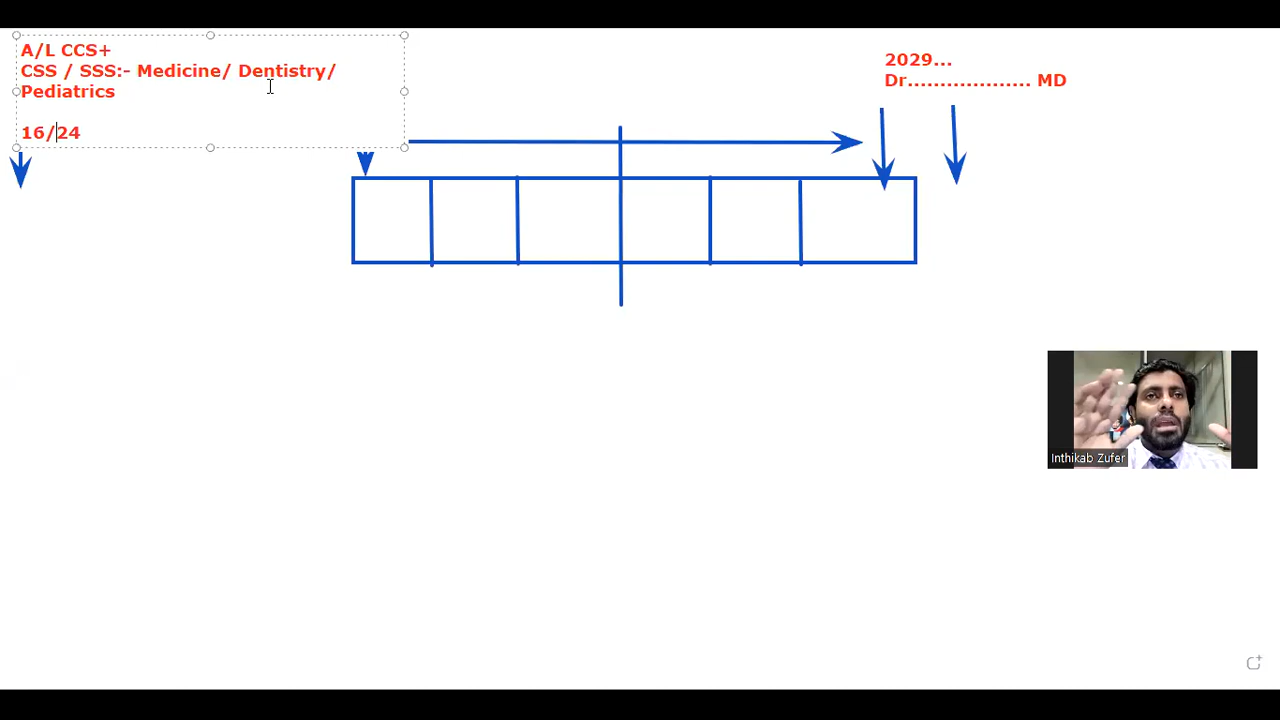 A/L CCS+
CSS / SSS:- Medicine/ Dentistry/
Pediatrics
16/24
2029...
Dr................... MD
Inthikab Zufer